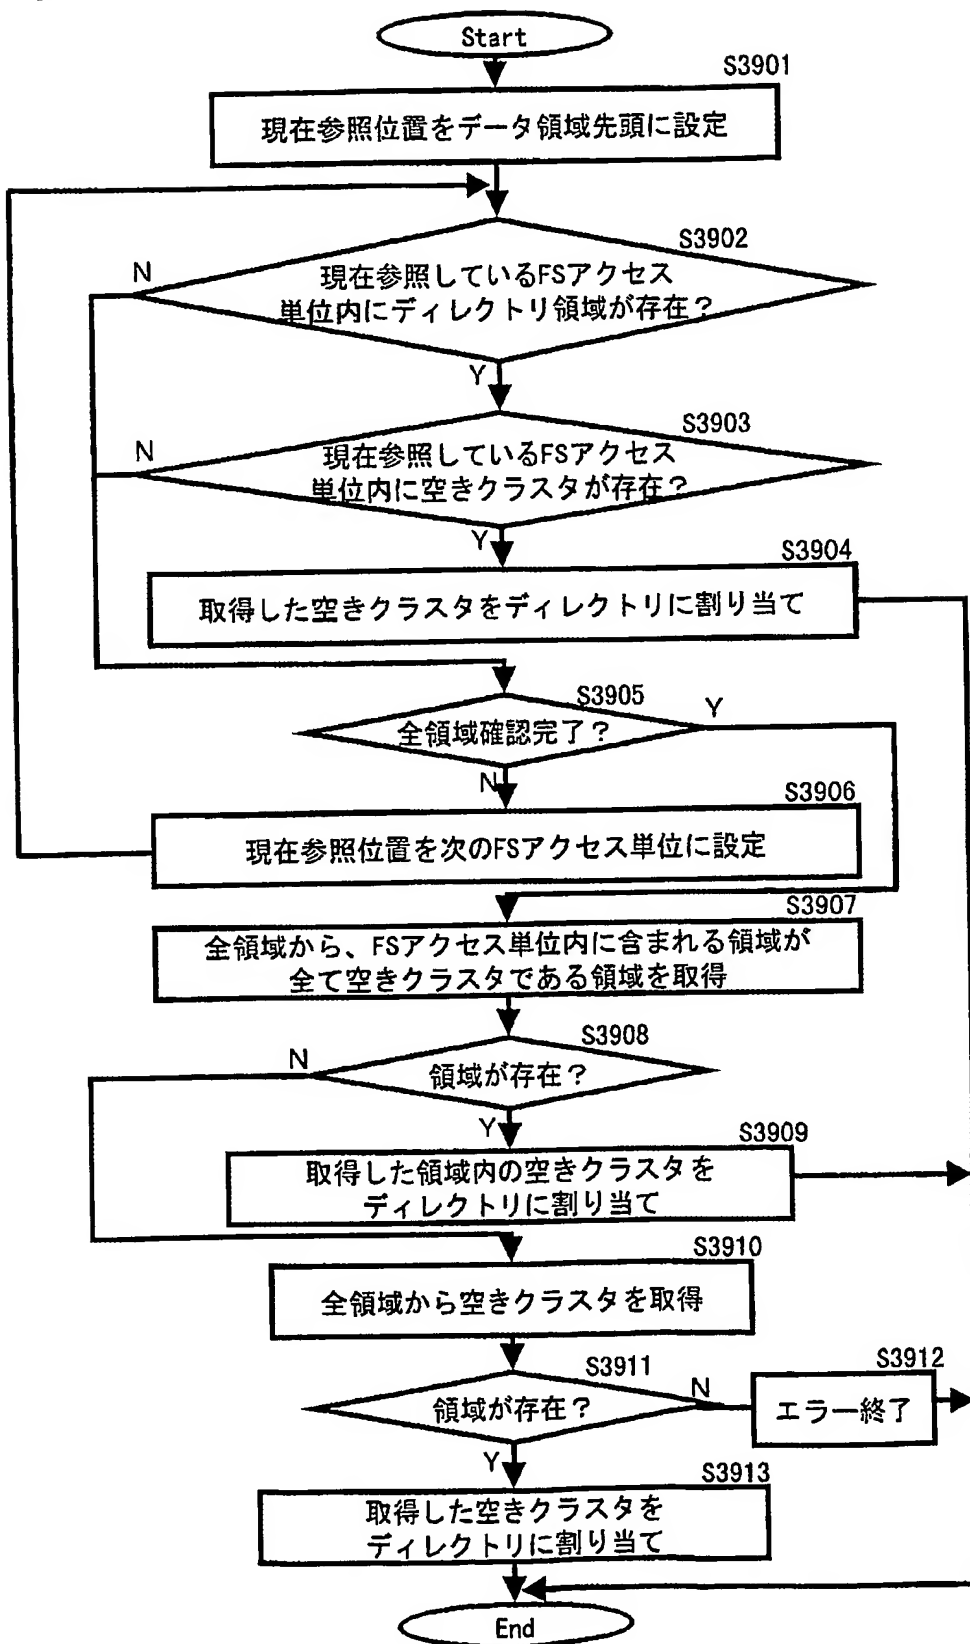 Start
S3901
現在参照位置をデータ領域先頭に設定
S3902
N
現在参照しているFSアクセス
単位内にディレクトリ領域が存在？
Y
S3903
N
現在参照しているFSアクセス
単位内に空きクラスタが存在？
Y
S3904
取得した空きクラスタをディレクトリに割り当て
S3905
Y
全領域確認完了？
N
S3906
現在参照位置を次のFSアクセス単位に設定
S3907
全領域から、FSアクセス単位内に含まれる領域が
全て空きクラスタである領域を取得
S3908
N
領域が存在？
Y
S3909
取得した領域内の空きクラスタを
ディレクトリに割り当て
S3910
全領域から空きクラスタを取得
S3911
S3912
N
領域が存在？
エラー終了
Y
S3913
取得した空きクラスタを
ディレクトリに割り当て
End